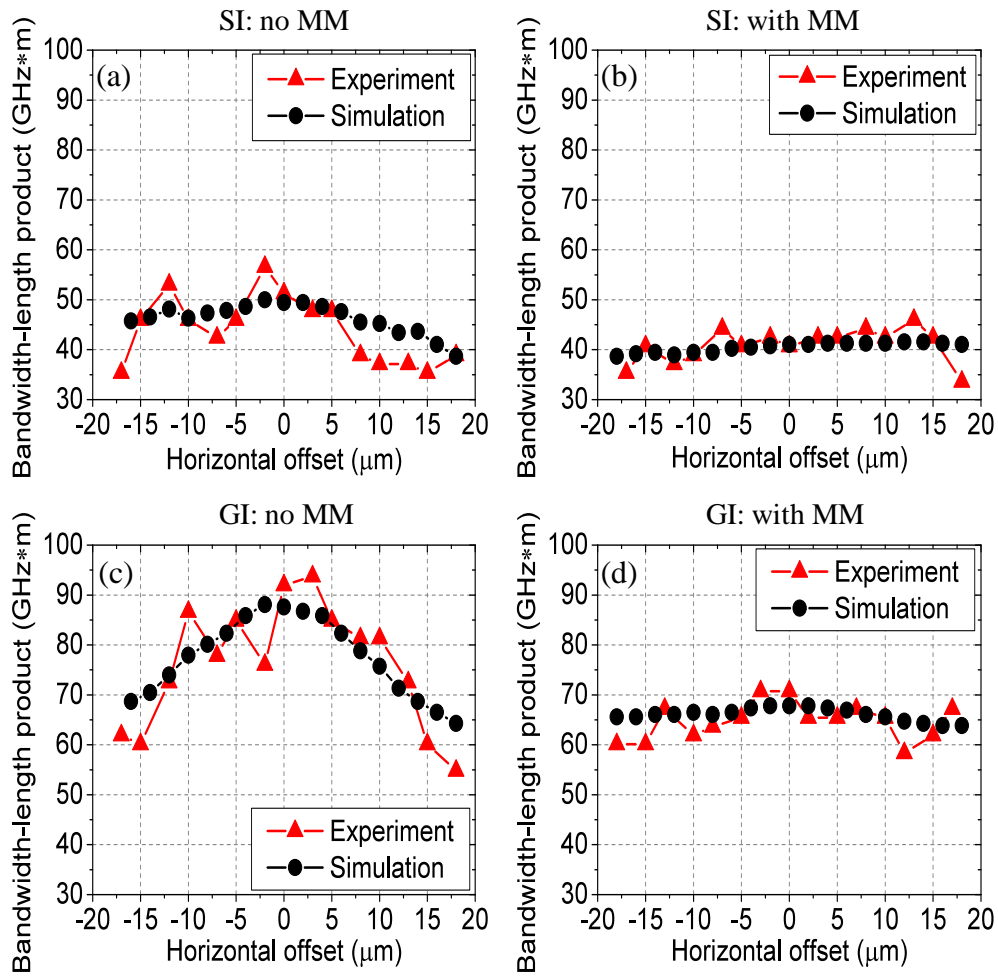 SI: no MM
(a)
Experiment
Simulation
Bandwidth-length product (GHz*m)
100
90
80
70
60
50
40
30
-20 -15 -10 -5 0 5 10 15 20
Horizontal offset (μm)
SI: with MM
(b)
Experiment
Simulation
Bandwidth-length product (GHz*m)
100
90
80
70
60
50
40
30
-20 -15 -10 -5 0 5 10 15 20
Horizontal offset (μm)
GI: no MM
(c)
Experiment
Simulation
Bandwidth-length product (GHz*m)
100
90
80
70
60
50
40
30
-20 -15 -10 -5 0 5 10 15 20
Horizontal offset (μm)
GI: with MM
(d)
Experiment
Simulation
Bandwidth-length product (GHz*m)
100
90
80
70
60
50
40
30
-20 -15 -10 -5 0 5 10 15 20
Horizontal offset (μm)